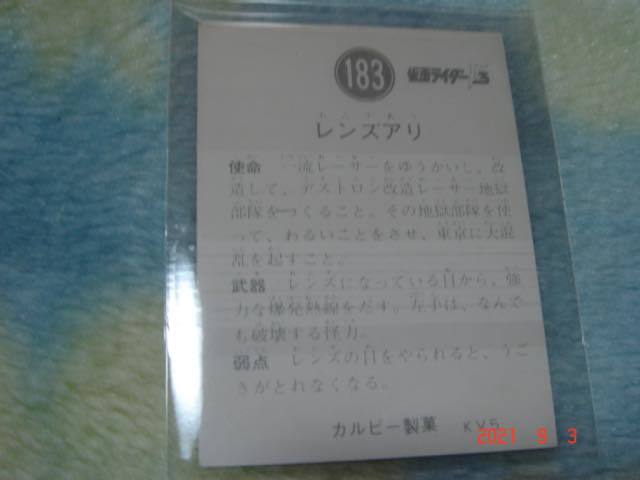 183 仮面ライダーV3
レンズアリ
使命 一流レーサーをゆうかいし、改
造して、デストロン改造レーサー地獄
部隊をつくること。その地獄部隊を使
って、わるいことをさせ、東京に大混
乱を起すこと。
武器 レンズになっている目から、強
力な爆発熱線をだす。左手は、なんで
も破壊する怪力。
弱点 レンズの目をやられると、うご
きがとれなくなる。
カルビー製菓 KV5
2021 9 3